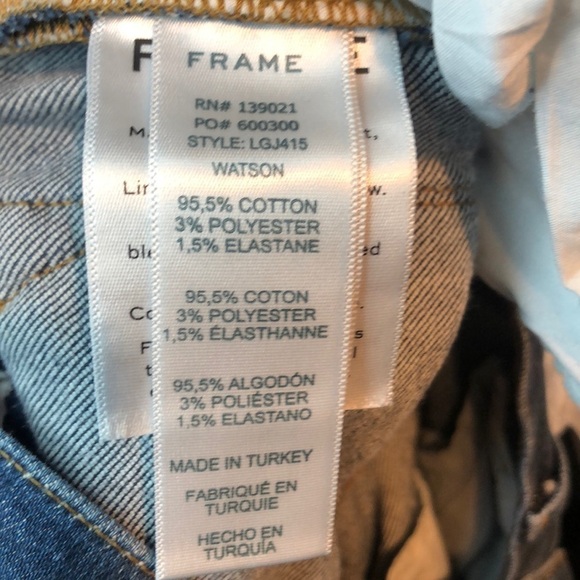 FRAME
RN# 139021
PO# 600300
STYLE: LGJ415
WATSON
95,5% COTTON
3% POLYESTER
1,5% ELASTANE
95,5% COTON
3% POLYESTER
1,5% ÉLASTHANNE
95,5% ALGODÓN
3% POLIÉSTER
1,5% ELASTANO
MADE IN TURKEY
FABRIQUÉ EN
TURQUIE
HECHO EN
TURQUÍA